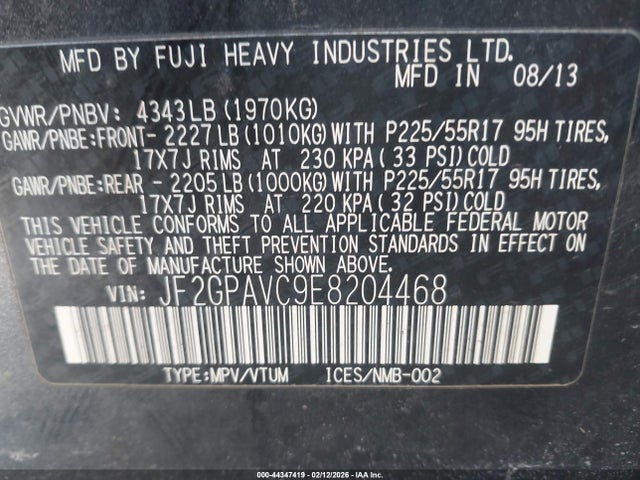 MFD BY FUJI HEAVY INDUSTRIES LTD.
MFD IN 08/13
GVWR/PNBV: 4343LB (1970KG)
GAWR/PNBE:FRONT- 2227LB (1010KG) WITH P225/55R17 95H TIRES,
17X7J RIMS AT 230 KPA (33 PSI) COLD
GAWR/PNBE:REAR - 2205LB (1000KG) WITH P225/55R17 95H TIRES,
17X7J RIMS AT 220 KPA (32 PSI) COLD
THIS VEHICLE CONFORMS TO ALL APPLICABLE FEDERAL MOTOR
VEHICLE SAFETY AND THEFT PREVENTION STANDARDS IN EFFECT ON
THE DATE OF MANUFACTURE SHOWN ABOVE.
VIN: JF2GPAVC9E8204468
TYPE:MPV/VTUM ICES/NMB-002
000-44347419 - 02/12/2026 - IAA Inc.